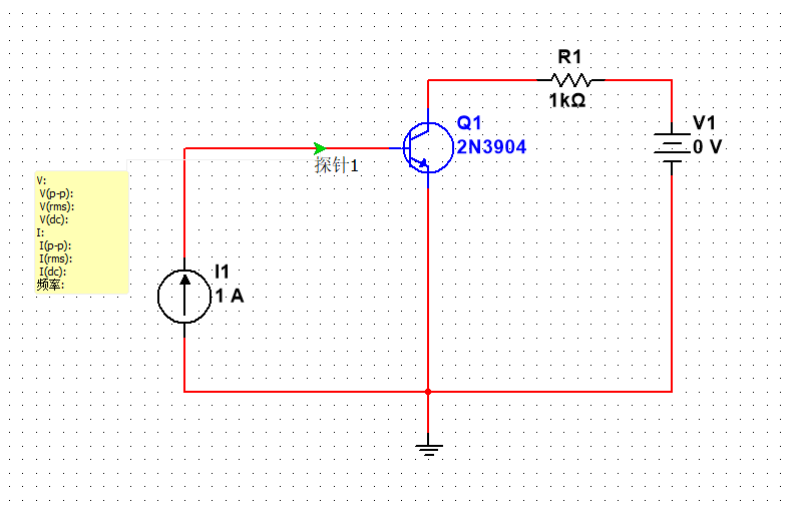 R1
1kΩ
Q1
2N3904
V1
0 V
探针1
V:
V(p-p):
V(rms):
V(dc):
I:
I(p-p):
I(rms):
I(dc):
频率:
I1
1 A